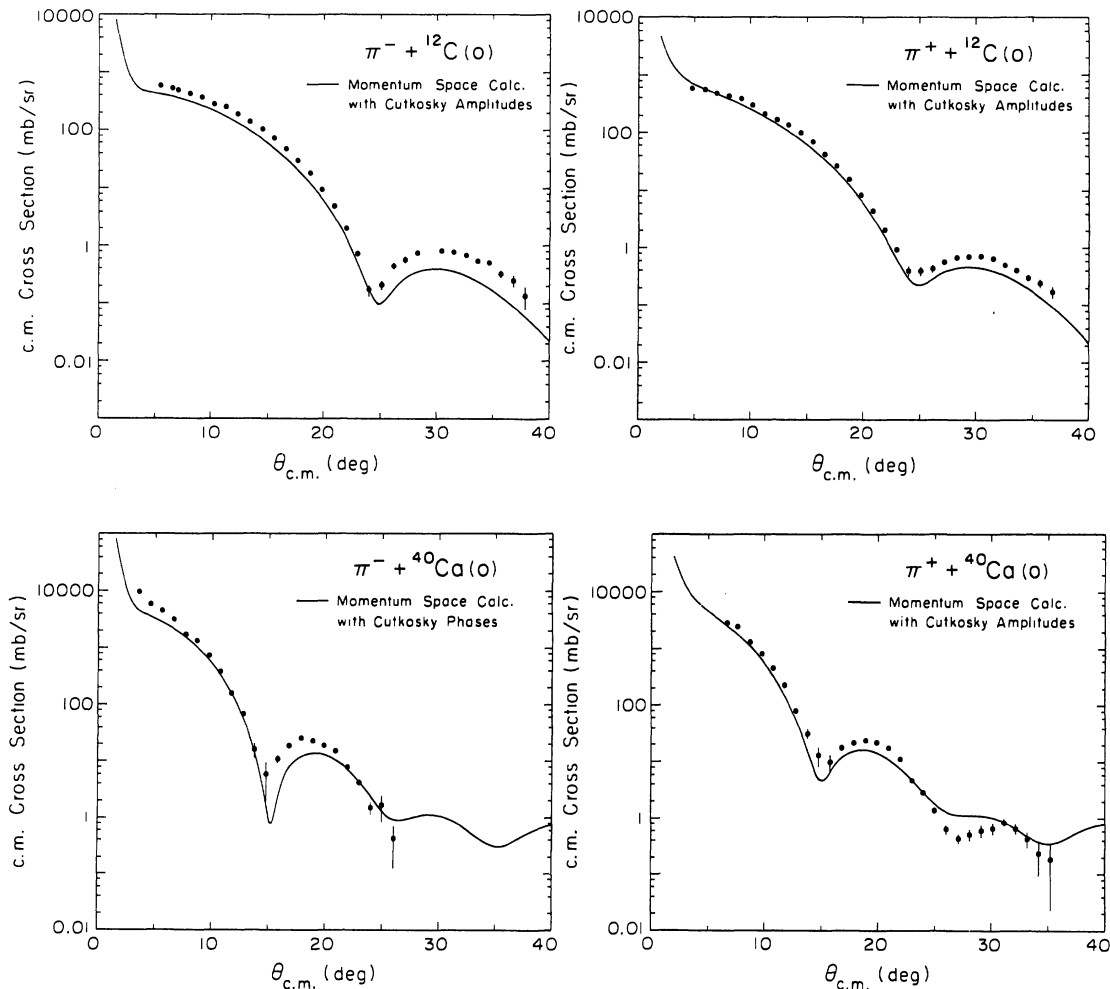 10000
100
1
0.01
0
10
20
30
40
c.m. Cross Section (mb/sr)
θc.m. (deg)
π− + 12C(o)
Momentum Space Calc.
with Cutkosky Amplitudes
10000
100
1
0.01
0
10
20
30
40
c.m. Cross Section (mb/sr)
θc.m. (deg)
π+ + 12C(o)
Momentum Space Calc.
with Cutkosky Amplitudes
10000
100
1
0.01
0
10
20
30
40
c.m. Cross Section (mb/sr)
θc.m. (deg)
π− + 40Ca(o)
Momentum Space Calc.
with Cutkosky Phases
10000
100
1
0.01
0
10
20
30
40
c.m. Cross Section (mb/sr)
θc.m. (deg)
π+ + 40Ca(o)
Momentum Space Calc.
with Cutkosky Amplitudes